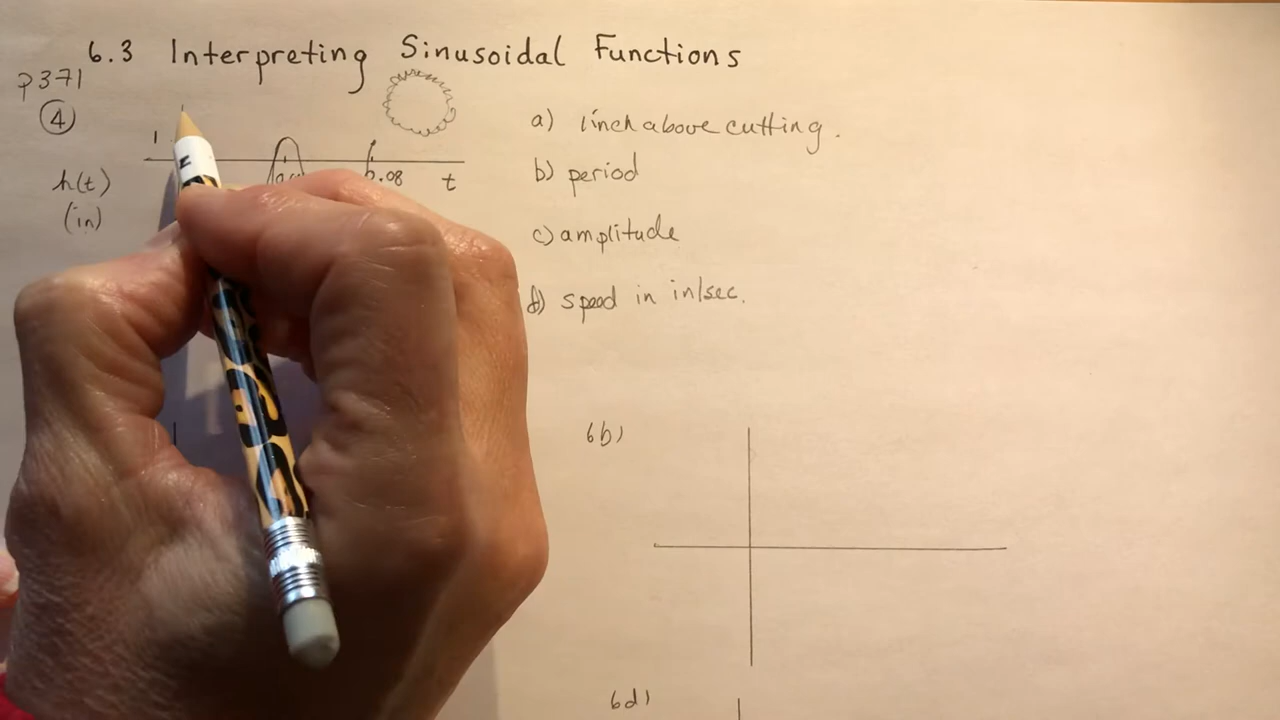 6.3 Interpreting Sinusoidal Functions
p371
4
1
h(t)
(in)
0.08 t
a) 1 inch above cutting.
b) period
c) amplitude
d) speed in in/sec.
6b)
6d)